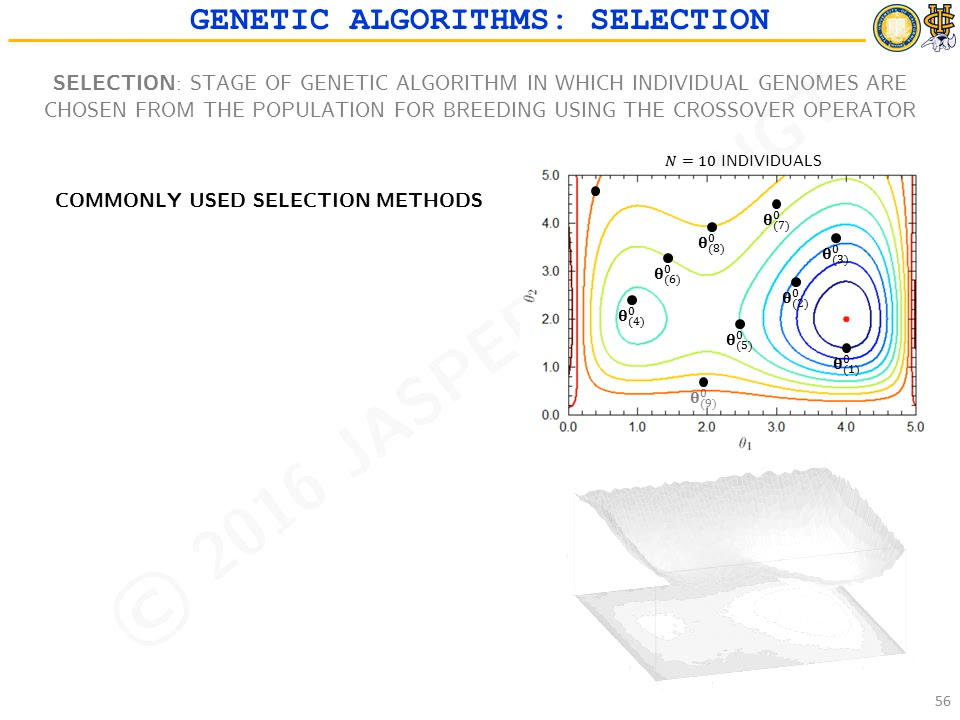 GENETIC ALGORITHMS: SELECTION
SELECTION: STAGE OF GENETIC ALGORITHM IN WHICH INDIVIDUAL GENOMES ARE
CHOSEN FROM THE POPULATION FOR BREEDING USING THE CROSSOVER OPERATOR
COMMONLY USED SELECTION METHODS
N = 10 INDIVIDUALS
5.0
4.0
3.0
2.0
1.0
0.0
θ₂
θ⁰₍₇₎
θ⁰₍₈₎
θ⁰₍₃₎
θ⁰₍₆₎
θ⁰₍₂₎
θ⁰₍₄₎
θ⁰₍₅₎
θ⁰₍₁₎
θ⁰₍₉₎
0.0 1.0 2.0 3.0 4.0 5.0
θ₁
© 2016 JASPER
56